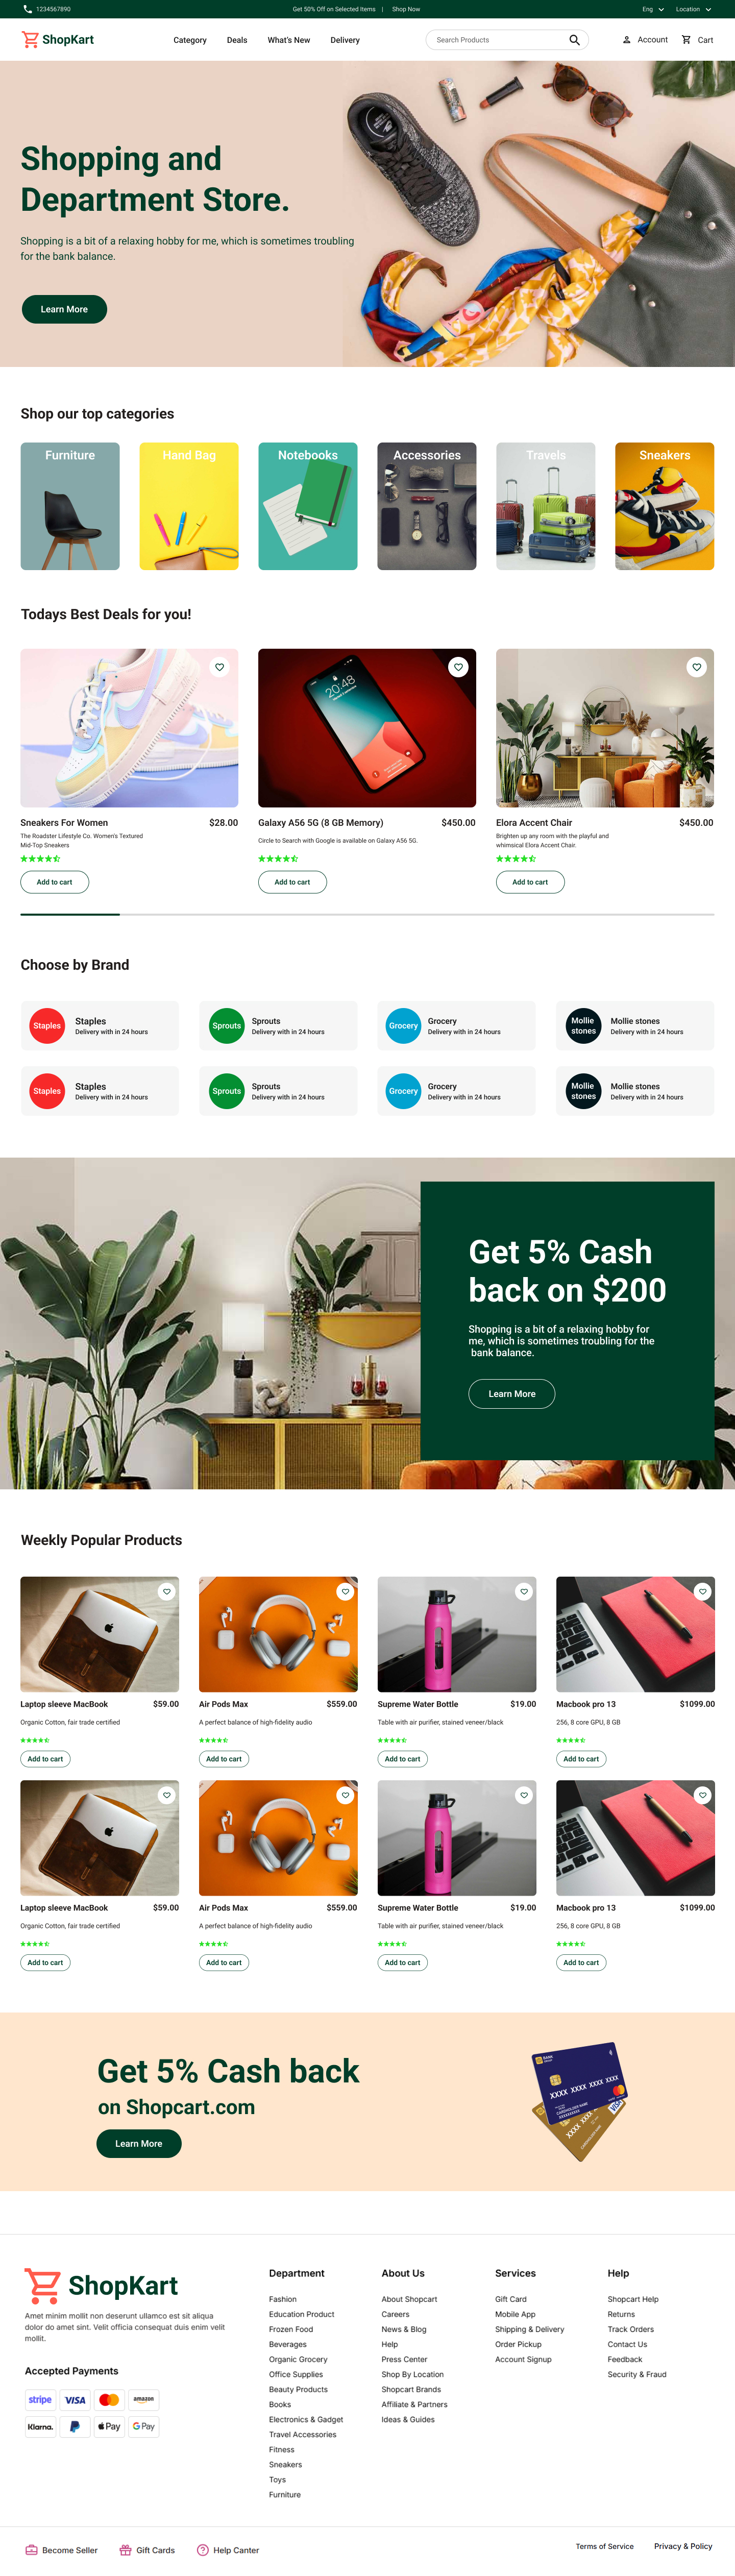 1234567890
Get 50% Off on Selected Items | Shop Now
Eng
Location
ShopKart
Category
Deals
What's New
Delivery
Search Products
Account
Cart
Shopping and
Department Store.
Shopping is a bit of a relaxing hobby for me, which is sometimes troubling
for the bank balance.
Learn More
Shop our top categories
Furniture
Hand Bag
Notebooks
Accessories
Travels
Sneakers
Todays Best Deals for you!
20:48
Sneakers For Women
$28.00
The Roadster Lifestyle Co. Women's Textured
Mid-Top Sneakers
Add to cart
Galaxy A56 5G (8 GB Memory)
$450.00
Circle to Search with Google is available on Galaxy A56 5G.
Add to cart
Elora Accent Chair
$450.00
Brighten up any room with the playful and
whimsical Elora Accent Chair.
Add to cart
Choose by Brand
Staples
Staples
Delivery with in 24 hours
Sprouts
Sprouts
Delivery with in 24 hours
Grocery
Grocery
Delivery with in 24 hours
Mollie
stones
Mollie stones
Delivery with in 24 hours
Staples
Staples
Delivery with in 24 hours
Sprouts
Sprouts
Delivery with in 24 hours
Grocery
Grocery
Delivery with in 24 hours
Mollie
stones
Mollie stones
Delivery with in 24 hours
Get 5% Cash
back on $200
Shopping is a bit of a relaxing hobby for
me, which is sometimes troubling for the
bank balance.
Learn More
Weekly Popular Products
Laptop sleeve MacBook
$59.00
Organic Cotton, fair trade certified
Add to cart
Air Pods Max
$559.00
A perfect balance of high-fidelity audio
Add to cart
Supreme Water Bottle
$19.00
Table with air purifier, stained veneer/black
Add to cart
Macbook pro 13
$1099.00
256, 8 core GPU, 8 GB
Add to cart
Laptop sleeve MacBook
$59.00
Organic Cotton, fair trade certified
Add to cart
Air Pods Max
$559.00
A perfect balance of high-fidelity audio
Add to cart
Supreme Water Bottle
$19.00
Table with air purifier, stained veneer/black
Add to cart
Macbook pro 13
$1099.00
256, 8 core GPU, 8 GB
Add to cart
Get 5% Cash back
on Shopcart.com
Learn More
BANK
XXXX XXXX XXXX XXXX
CARDHOLDER NAME
VISA
ShopKart
Amet minim mollit non deserunt ullamco est sit aliqua
dolor do amet sint. Velit officia consequat duis enim velit
mollit.
Accepted Payments
stripe
VISA
amazon
Klarna.
Pay
G Pay
Department
Fashion
Education Product
Frozen Food
Beverages
Organic Grocery
Office Supplies
Beauty Products
Books
Electronics & Gadget
Travel Accessories
Fitness
Sneakers
Toys
Furniture
About Us
About Shopcart
Careers
News & Blog
Help
Press Center
Shop By Location
Shopcart Brands
Affiliate & Partners
Ideas & Guides
Services
Gift Card
Mobile App
Shipping & Delivery
Order Pickup
Account Signup
Help
Shopcart Help
Returns
Track Orders
Contact Us
Feedback
Security & Fraud
Become Seller
Gift Cards
Help Canter
Terms of Service
Privacy & Policy